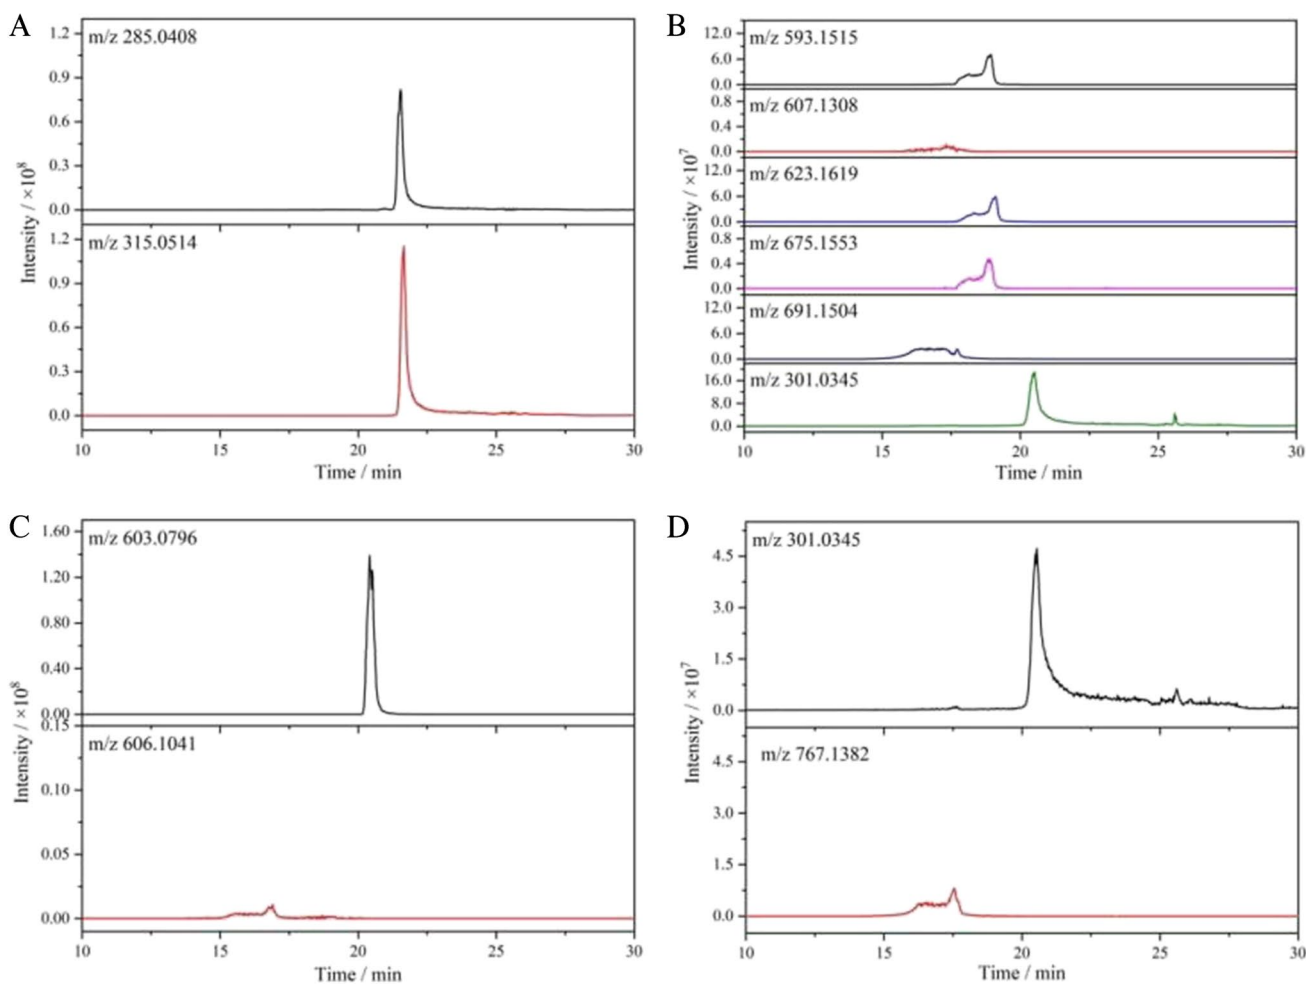 A
m/z 285.0408
1.2
0.9
0.6
0.3
0.0
m/z 315.0514
1.2
0.9
0.6
0.3
0.0
Intensity / ×10⁸
10 15 20 25 30
Time / min
B
m/z 593.1515
12.0
6.0
0.0
m/z 607.1308
0.8
0.4
0.0
m/z 623.1619
12.0
6.0
0.0
m/z 675.1553
0.8
0.4
0.0
m/z 691.1504
12.0
6.0
0.0
m/z 301.0345
16.0
8.0
0.0
Intensity / ×10⁷
10 15 20 25 30
Time / min
C
m/z 603.0796
1.60
1.20
0.80
0.40
0.00
m/z 606.1041
0.15
0.10
0.05
0.00
Intensity / ×10⁸
10 15 20 25 30
Time / min
D
m/z 301.0345
4.5
3.0
1.5
0.0
m/z 767.1382
4.5
3.0
1.5
0.0
Intensity / ×10⁷
10 15 20 25 30
Time / min